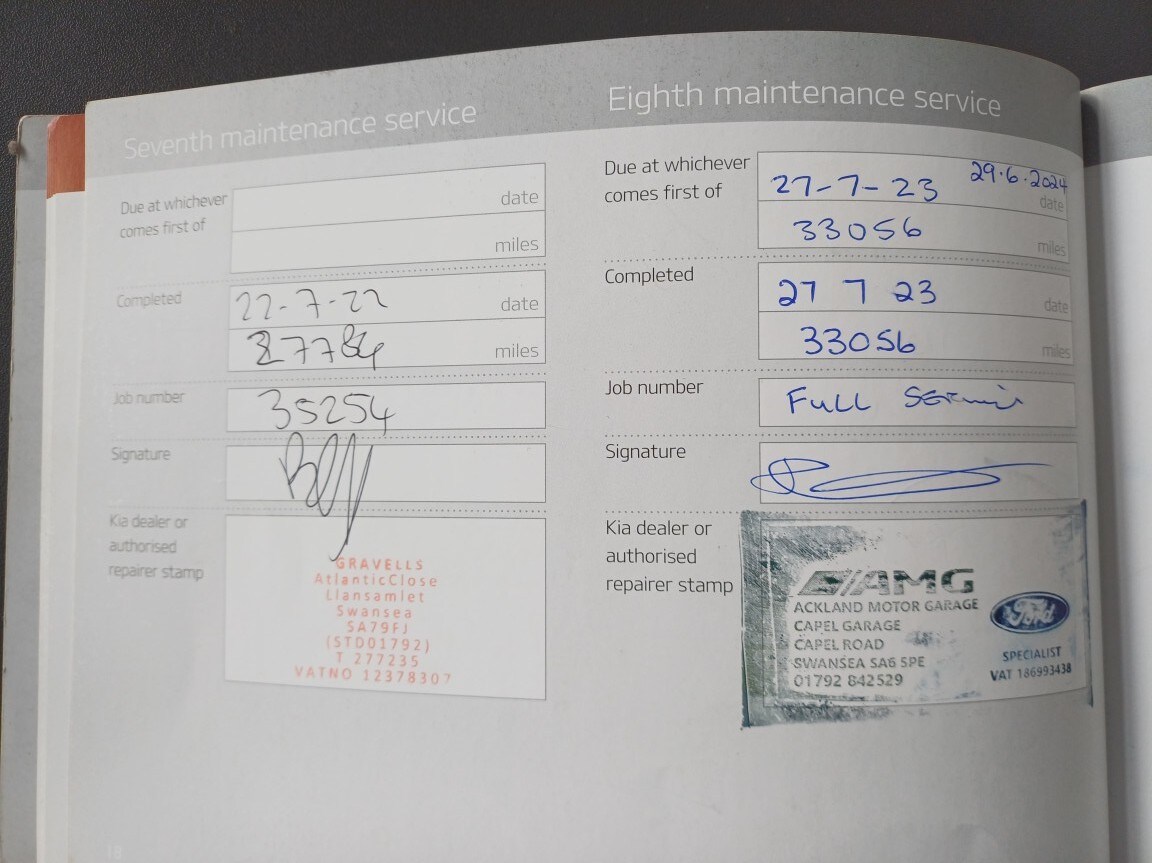 Seventh maintenance service
Due at whichever
comes first of
date
miles
Completed
22-7-22
date
miles
Job number
35254
Signature
Kia dealer or
authorised
repairer stamp
GRAVELLS
AtlanticClose
Llansamlet
Swansea
SA79FJ
(STD01792)
T 277235
VATNO 12378307
Eighth maintenance service
Due at whichever
comes first of
27-7-23 29.6.2024
date
33056
miles
Completed
27 7 23
date
33056
miles
Job number
FULL
Signature
Kia dealer or
authorised
repairer stamp
AMG
ACKLAND MOTOR GARAGE
CAPEL GARAGE
CAPEL ROAD
SWANSEA SA6 5PE
01792 842529
Ford
SPECIALIST
VAT 186993438